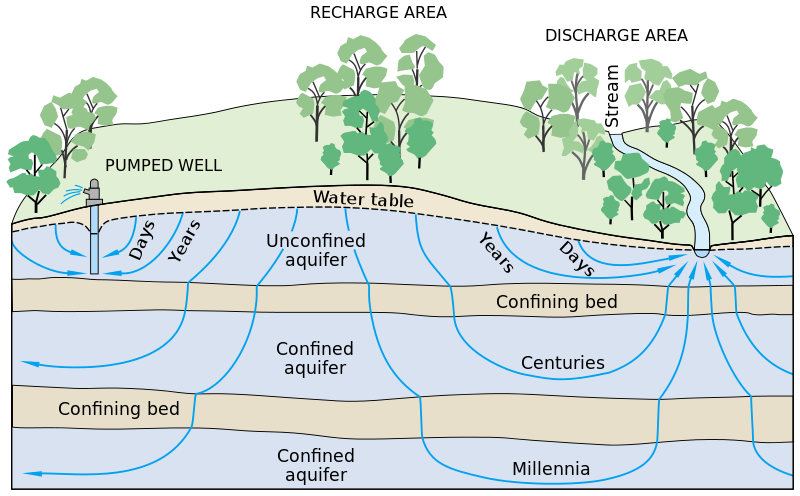 RECHARGE AREA
DISCHARGE AREA
Stream
PUMPED WELL
Water table
Days
Years
Unconfined
aquifer
Years
Days
Confining bed
Confined
aquifer
Centuries
Confining bed
Confined
aquifer
Millennia